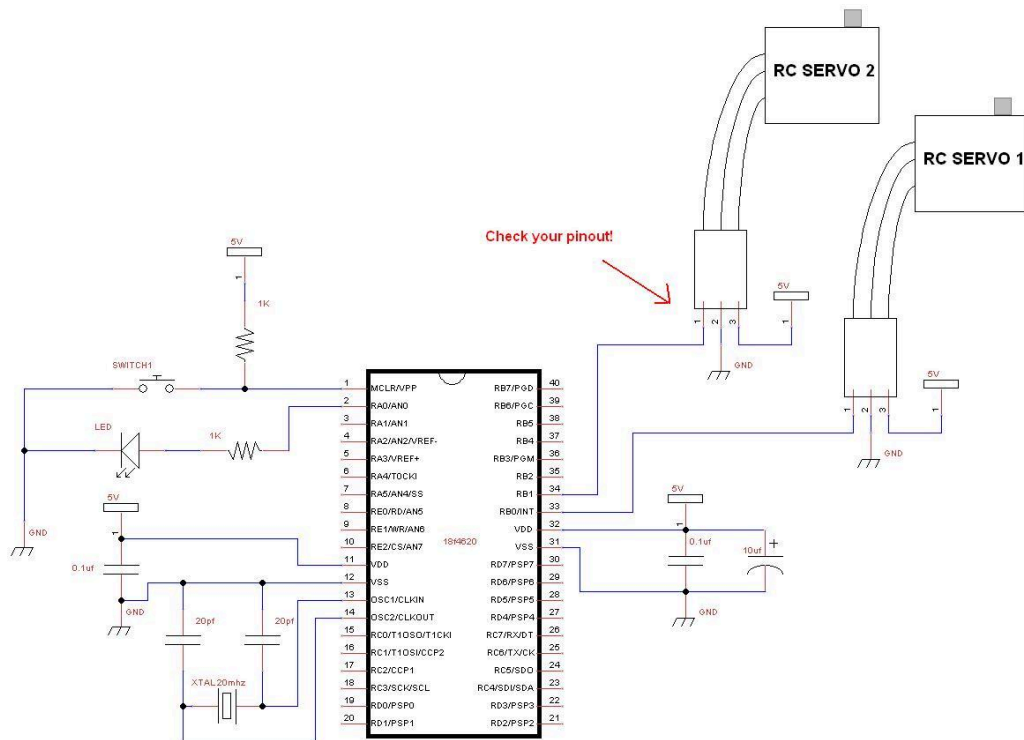 RC SERVO 2
RC SERVO 1
Check your pinout!
5V
1
1K
SWITCH1
LED
1K
GND
5V
1
0.1uf
GND
20pf
20pf
XTAL20mhz
1 2 3
5V
1
GND
1 2 3
5V
1
GND
5V
1
0.1uf
+
10uf
GND
18f4620
1 MCLR/VPP RB7/PGD 40
2 RA0/AN0 RB6/PGC 39
3 RA1/AN1 RB5 38
4 RA2/AN2/VREF- RB4 37
5 RA3/VREF+ RB3/PGM 36
6 RA4/TOCKI RB2 35
7 RA5/AN4/SS RB1 34
8 RE0/RD/AN5 RB0/INT 33
9 RE1/WR/AN6 VDD 32
10 RE2/CS/AN7 VSS 31
11 VDD RD7/PSP7 30
12 VSS RD6/PSP6 29
13 OSC1/CLKIN RD5/PSP5 28
14 OSC2/CLKOUT RD4/PSP4 27
15 RC0/T1OSO/T1CKI RC7/RX/DT 26
16 RC1/T1OSI/CCP2 RC6/TX/CK 25
17 RC2/CCP1 RC5/SDO 24
18 RC3/SCK/SCL RC4/SDI/SDA 23
19 RD0/PSP0 RD3/PSP3 22
20 RD1/PSP1 RD2/PSP2 21